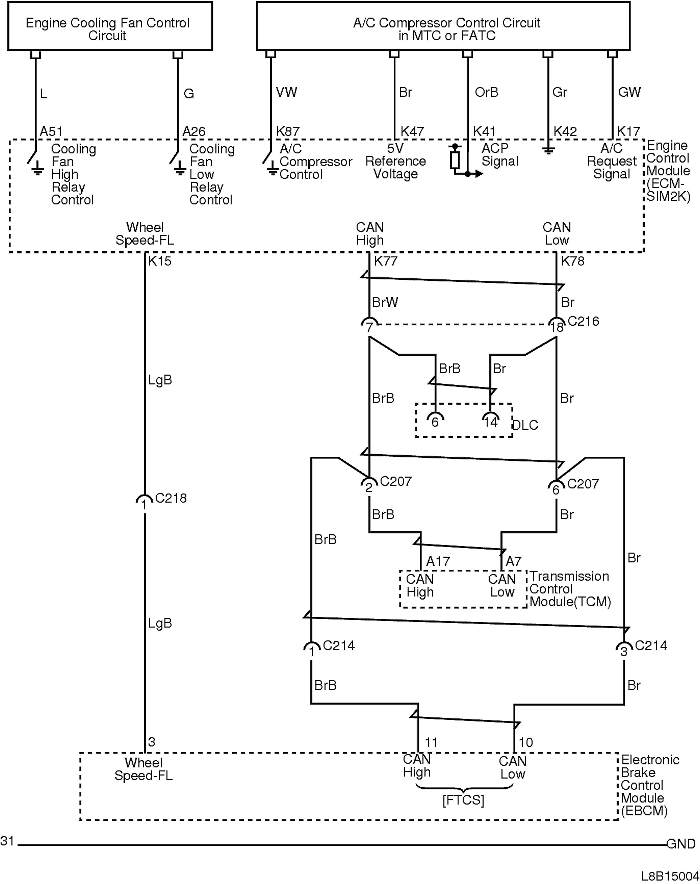 Engine Cooling Fan Control
Circuit
A/C Compressor Control Circuit
in MTC or FATC
L
G
VW
Br
OrB
Gr
GW
A51
A26
K87
K47
K41
K42
K17
Cooling
Fan
High
Relay
Control
Cooling
Fan
Low
Relay
Control
A/C
Compressor
Control
5V
Reference
Voltage
ACP
Signal
A/C
Request
Signal
Engine
Control
Module
(ECM-
SIM2K)
Wheel
Speed-FL
CAN
High
CAN
Low
K15
K77
K78
BrW
Br
7
18
C216
LgB
BrB
BrB
Br
Br
6
14
DLC
1
C218
2
C207
6
C207
BrB
Br
BrB
Br
A17
A7
CAN
High
CAN
Low
Transmission
Control
Module(TCM)
LgB
1
C214
3
C214
BrB
Br
3
11
10
Wheel
Speed-FL
CAN
High
CAN
Low
[FTCS]
Electronic
Brake
Control
Module
(EBCM)
31
GND
L8B15004